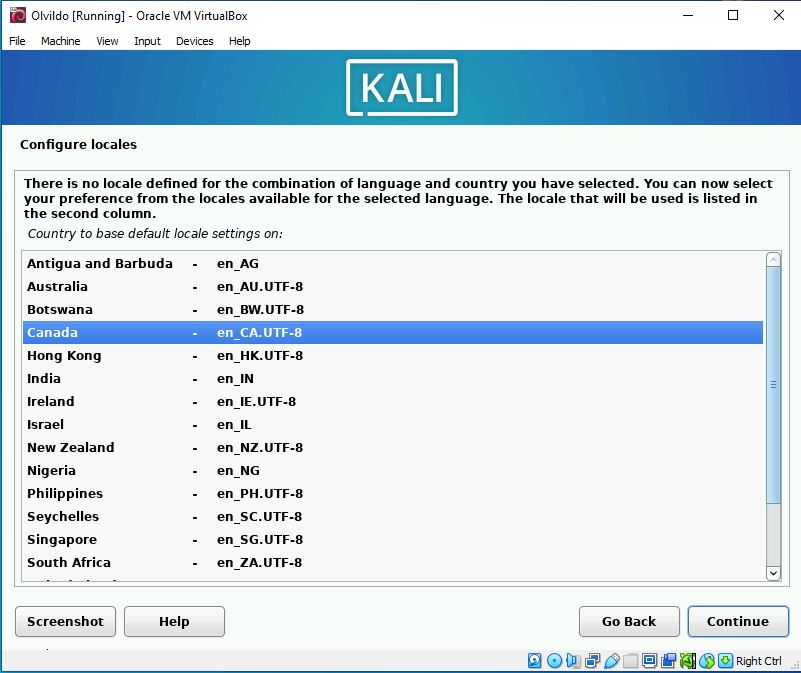 Olvildo [Running] - Oracle VM VirtualBox
File Machine View Input Devices Help
KALI
Configure locales
There is no locale defined for the combination of language and country you have selected. You can now select
your preference from the locales available for the selected language. The locale that will be used is listed in
the second column.
Country to base default locale settings on:
Antigua and Barbuda - en_AG
Australia - en_AU.UTF-8
Botswana - en_BW.UTF-8
Canada - en_CA.UTF-8
Hong Kong - en_HK.UTF-8
India - en_IN
Ireland - en_IE.UTF-8
Israel - en_IL
New Zealand - en_NZ.UTF-8
Nigeria - en_NG
Philippines - en_PH.UTF-8
Seychelles - en_SC.UTF-8
Singapore - en_SG.UTF-8
South Africa - en_ZA.UTF-8
Screenshot Help Go Back Continue
Right Ctrl